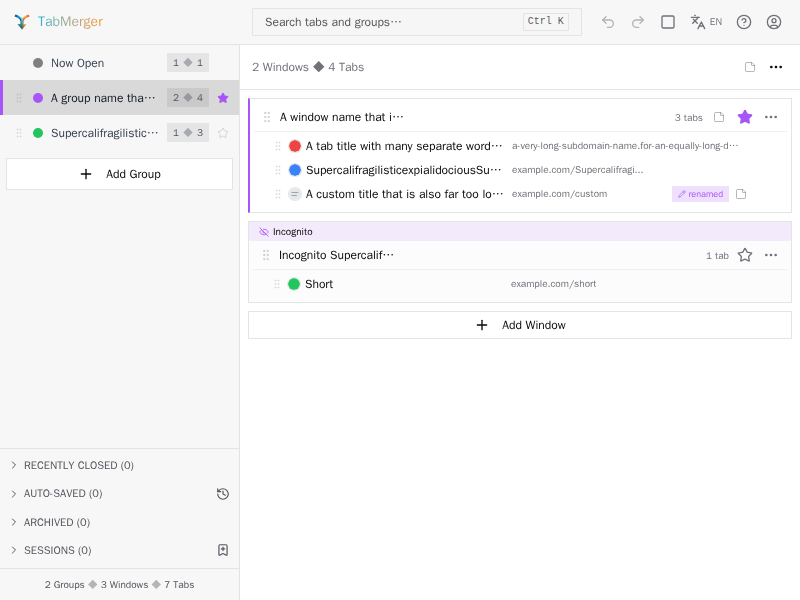 TabMerger
Search tabs and groups··· Ctrl K
EN
Now Open 1 ◆ 1
A group name tha··· 2 ◆ 4
Supercalifragilistic··· 1 ◆ 3
Add Group
2 Windows ◆ 4 Tabs
A window name that i··· 3 tabs
A tab title with many separate word··· a-very-long-subdomain-name.for-an-equally-long-d···
SupercalifragilisticexpialidociousSu··· example.com/Supercalifragi...
A custom title that is also far too lo··· example.com/custom renamed
Incognito
Incognito Supercalif··· 1 tab
Short example.com/short
Add Window
RECENTLY CLOSED (0)
AUTO-SAVED (0)
ARCHIVED (0)
SESSIONS (0)
2 Groups ◆ 3 Windows ◆ 7 Tabs